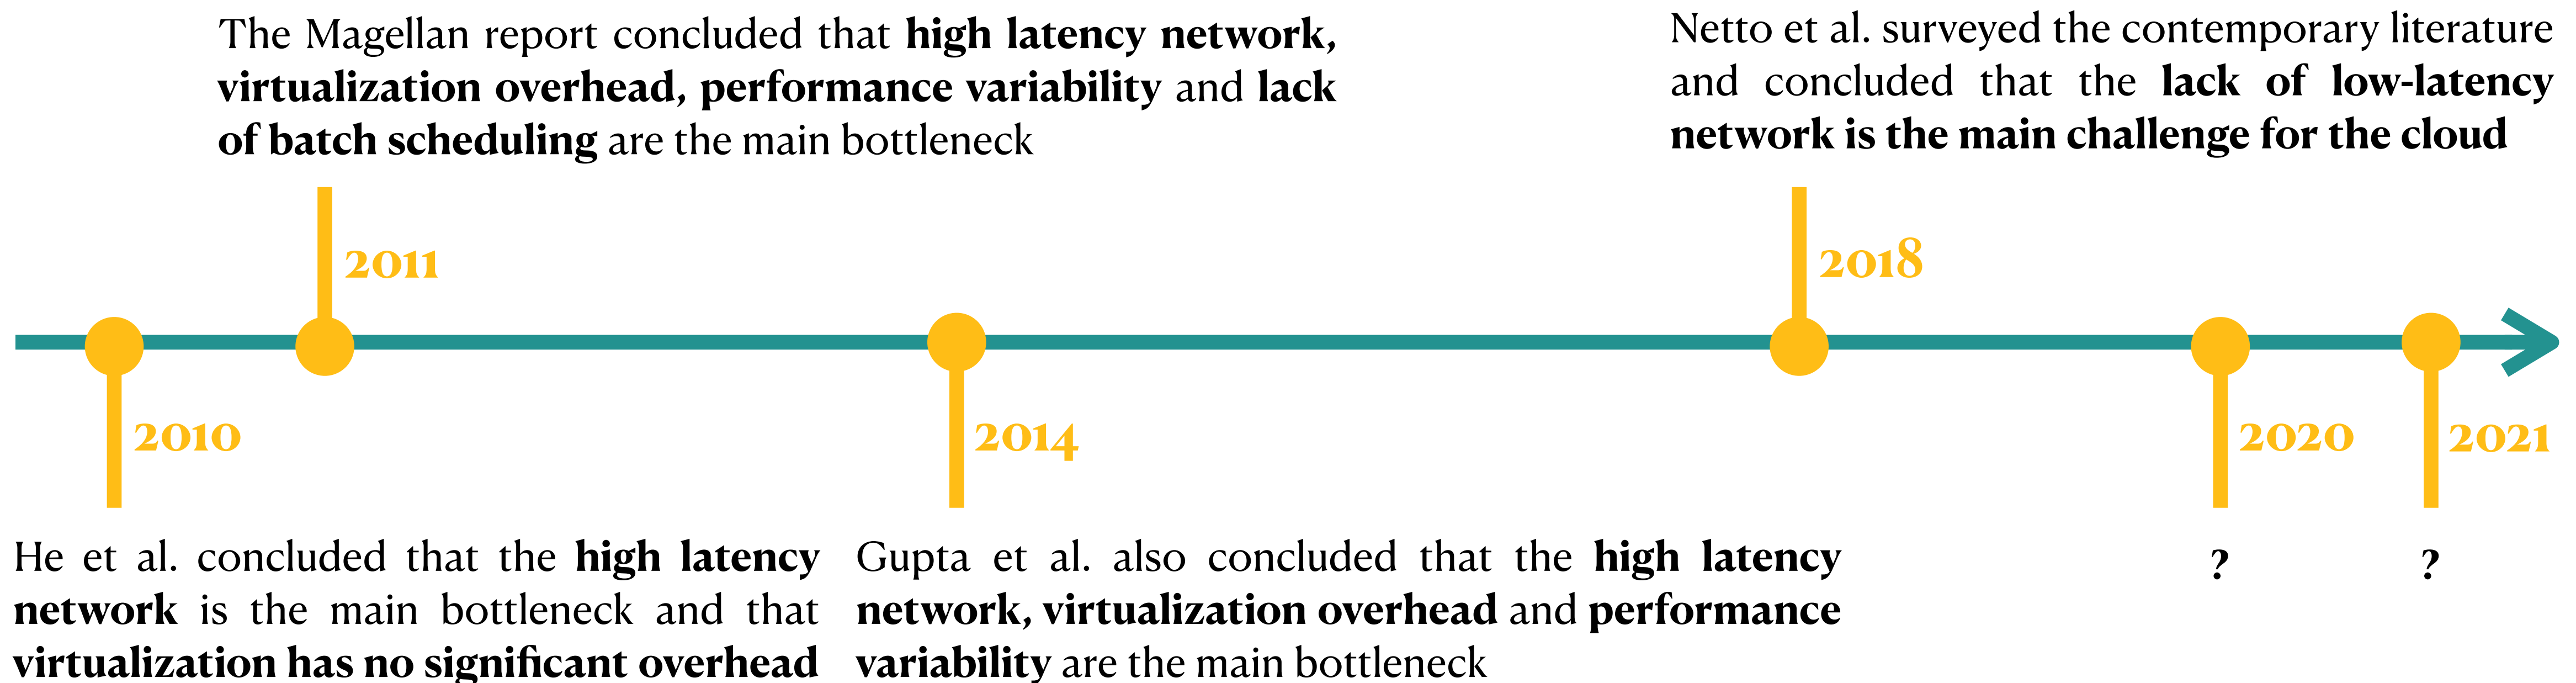 The Magellan report concluded that high latency network,
virtualization overhead, performance variability and lack
of batch scheduling are the main bottleneck
Netto et al. surveyed the contemporary literature
and concluded that the lack of low-latency
network is the main challenge for the cloud
2011
2018
2010
2014
2020
2021
He et al. concluded that the high latency
network is the main bottleneck and that
virtualization has no significant overhead
Gupta et al. also concluded that the high latency
network, virtualization overhead and performance
variability are the main bottleneck
?
?